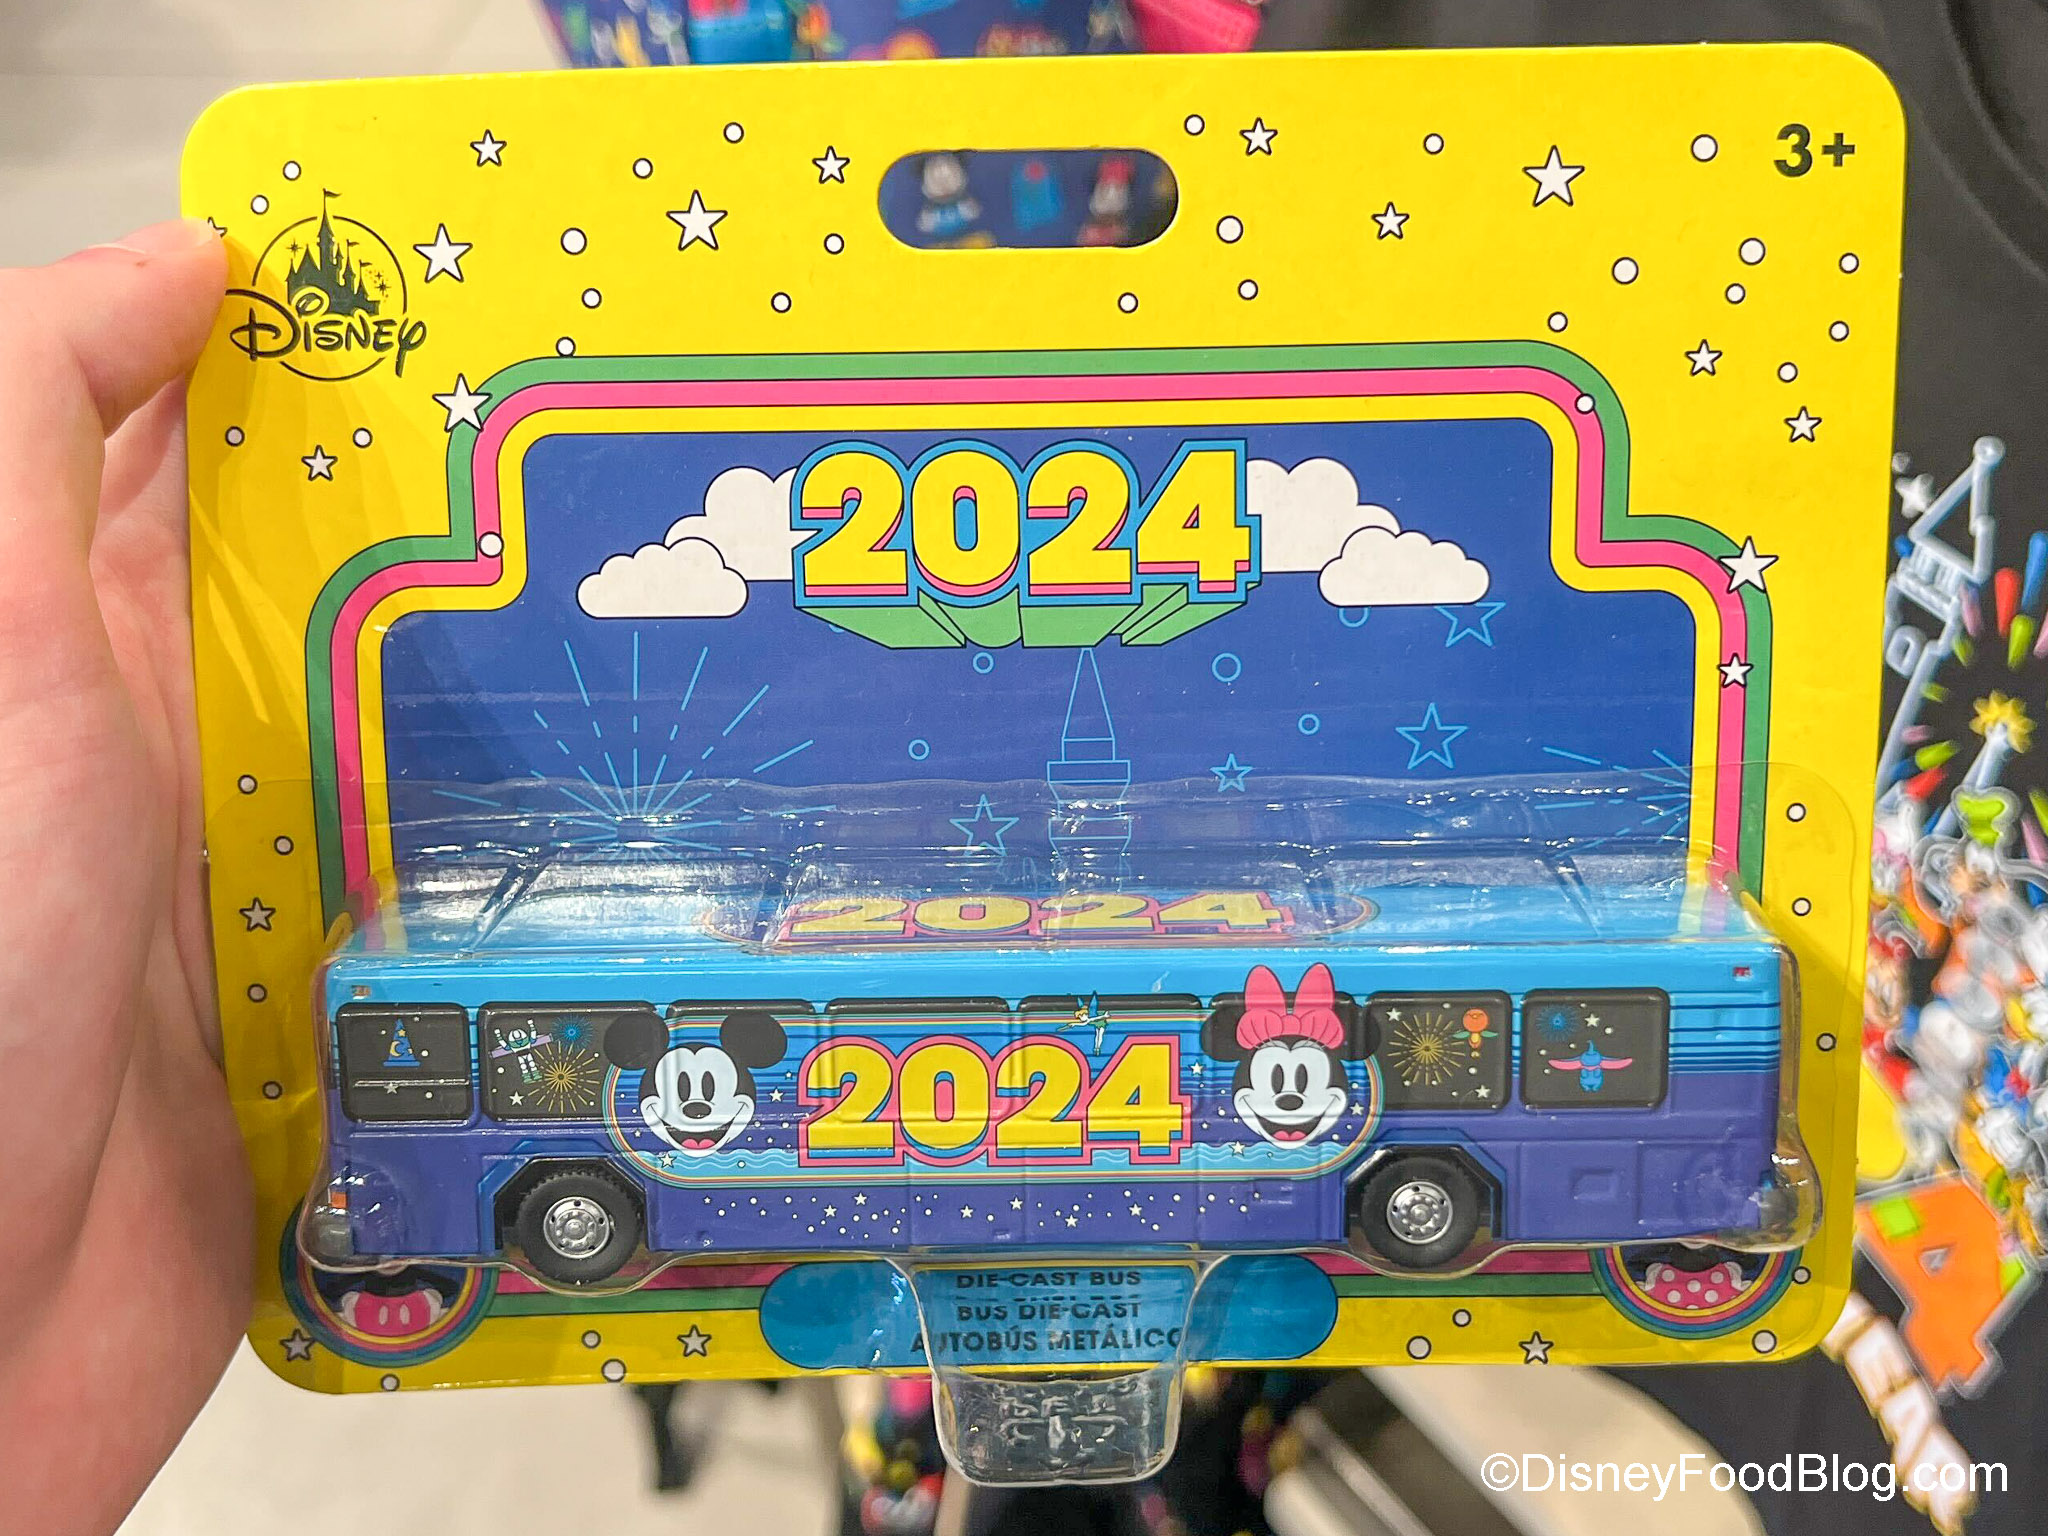 3+
Disney
2024
2024
2024
DIE-CAST BUS
BUS DIE-CAST
AUTOBÚS METÁLICO
©DisneyFoodBlog.com